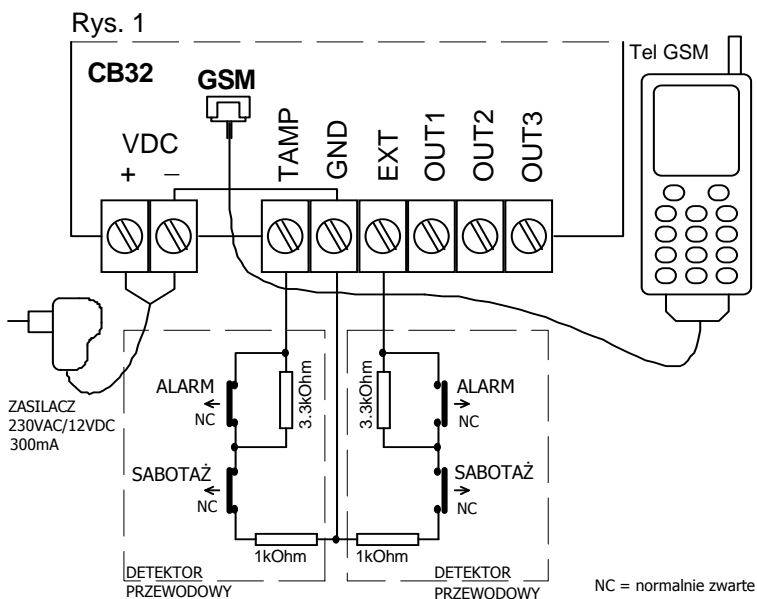 Rys. 1
CB32
GSM
Tel GSM
VDC
+ –
TAMP
GND
EXT
OUT1
OUT2
OUT3
ALARM
NC
3.3kOhm
3.3kOhm
ALARM
NC
ZASILACZ
230VAC/12VDC
300mA
SABOTAŻ
NC
SABOTAŻ
NC
1kOhm
1kOhm
DETEKTOR
PRZEWODOWY
DETEKTOR
PRZEWODOWY
NC = normalnie zwarte